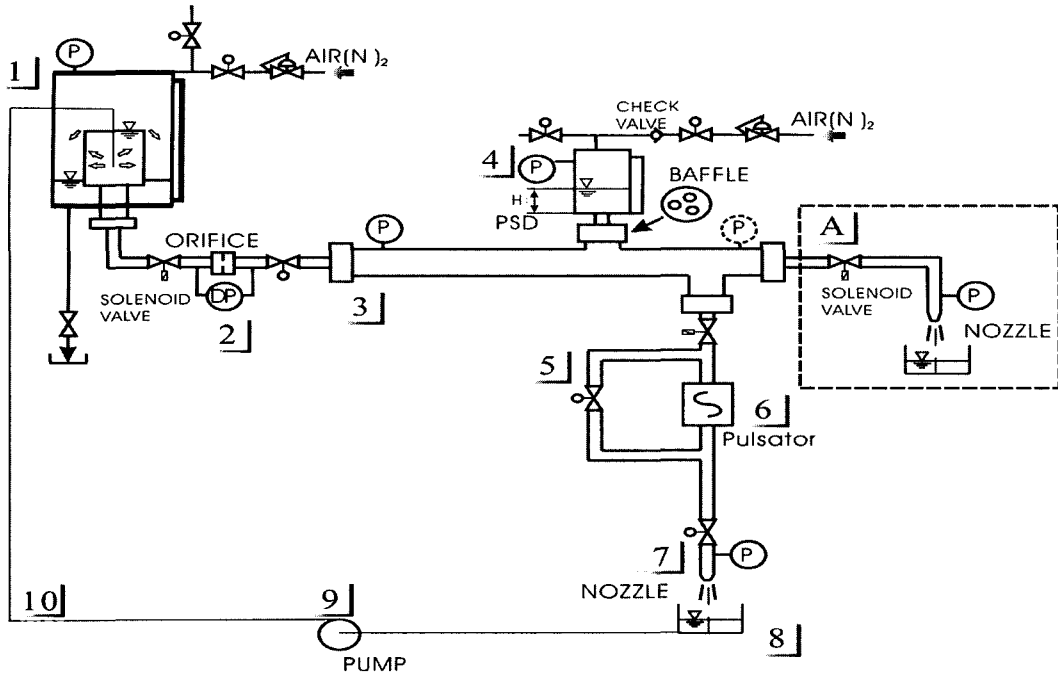 1
P
AIR(N )₂
4
P
H
PSD
CHECK
VALVE
AIR(N )₂
BAFFLE
ORIFICE
SOLENOID
VALVE
DP
2
P
3
P
A
SOLENOID
VALVE
P
NOZZLE
5
6
Pulsator
7
P
NOZZLE
8
9
PUMP
10